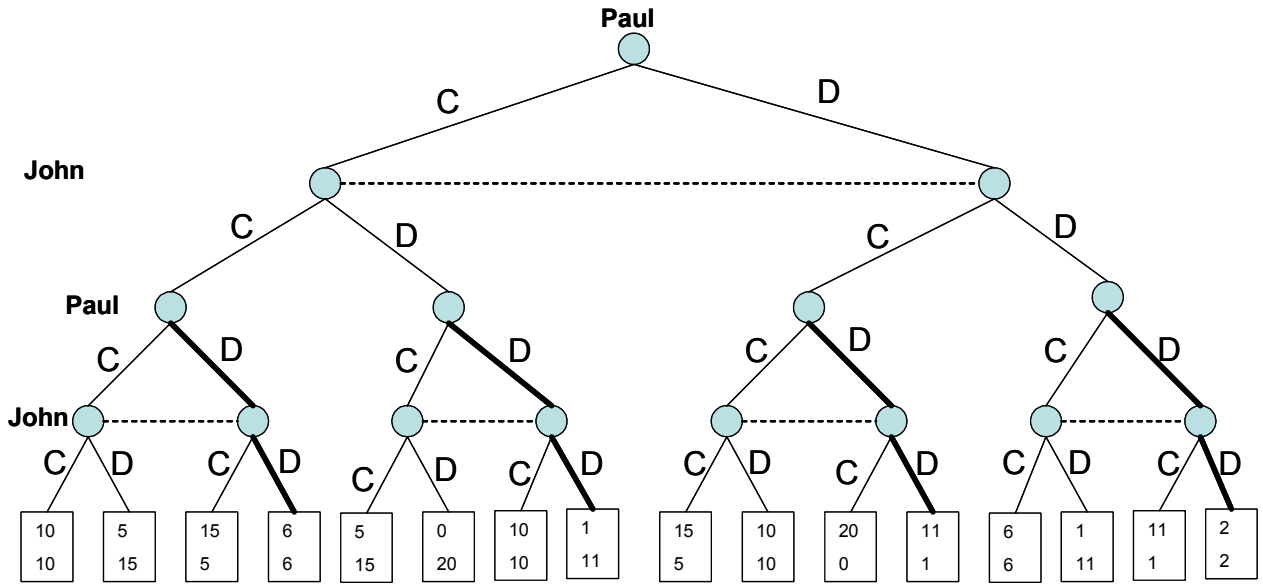 Paul
C D
John
C D C D
Paul
C D C D C D C D
John
C D C D C D C D C D C D C D C D
10 5 15 6 5 0 10 1 15 10 20 11 6 1 11 2
10 15 5 6 15 20 10 11 5 10 0 1 6 11 1 2